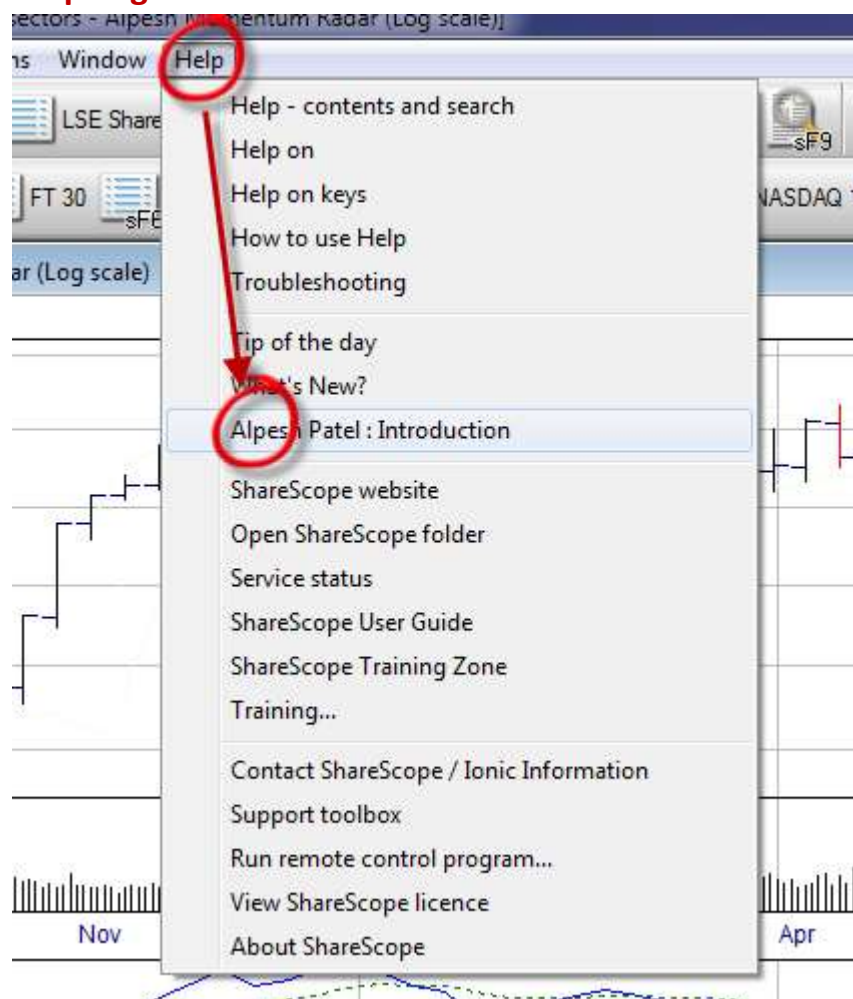 sectors - Alpesh Momentum Radar (Log scale)]
Window Help
LSE Share
sF9
FT 30
NASDAQ
ar (Log scale)
Help - contents and search
Help on
Help on keys
How to use Help
Troubleshooting
Tip of the day
What's New?
Alpesh Patel : Introduction
ShareScope website
Open ShareScope folder
Service status
ShareScope User Guide
ShareScope Training Zone
Training...
Contact ShareScope / Ionic Information
Support toolbox
Run remote control program...
View ShareScope licence
About ShareScope
Nov
Apr